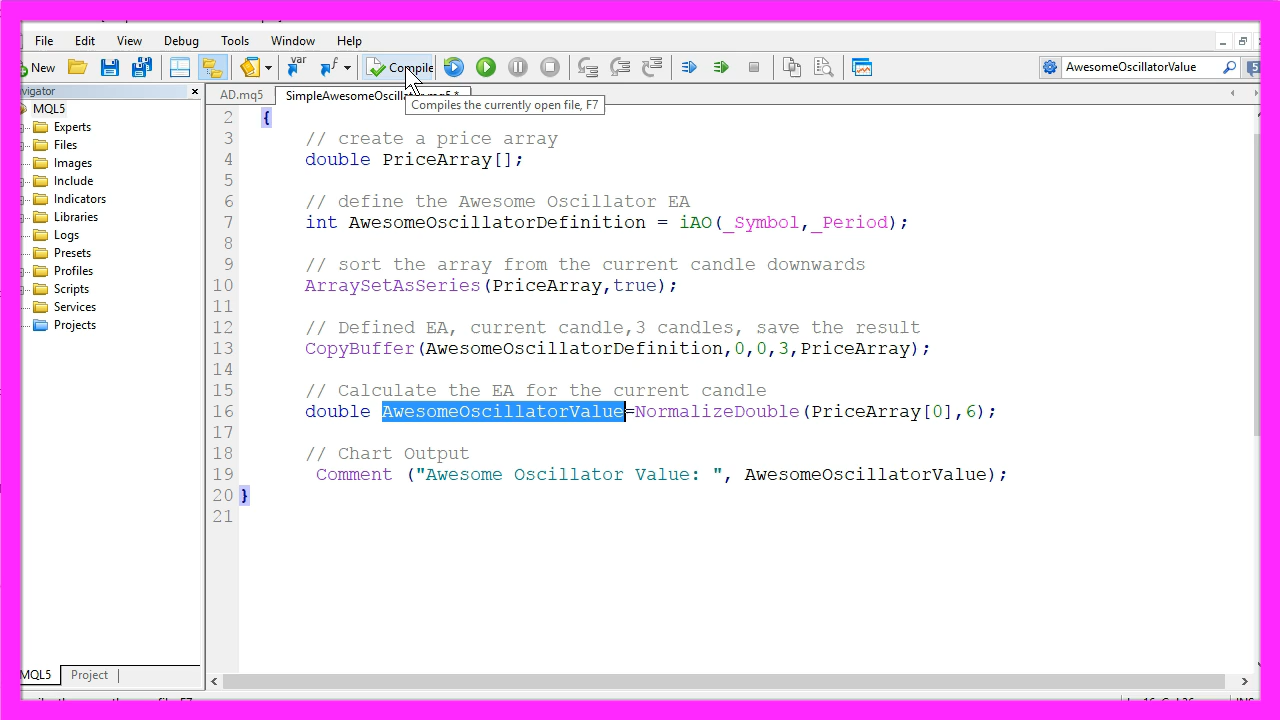 File Edit View Debug Tools Window Help
New Compile AwesomeOscillatorValue 5
vigator × AD.mq5 SimpleAwesomeOscillator.mq5 *
Compiles the currently open file, F7
MQL5
Experts
Files
Images
Include
Indicators
Libraries
Logs
Presets
Profiles
Scripts
Services
Projects
2 {
3 // create a price array
4 double PriceArray[];
5
6 // define the Awesome Oscillator EA
7 int AwesomeOscillatorDefinition = iAO(_Symbol,_Period);
8
9 // sort the array from the current candle downwards
10 ArraySetAsSeries(PriceArray,true);
11
12 // Defined EA, current candle,3 candles, save the result
13 CopyBuffer(AwesomeOscillatorDefinition,0,0,3,PriceArray);
14
15 // Calculate the EA for the current candle
16 double AwesomeOscillatorValue=NormalizeDouble(PriceArray[0],6);
17
18 // Chart Output
19 Comment ("Awesome Oscillator Value: ", AwesomeOscillatorValue);
20 }
21
MQL5 Project